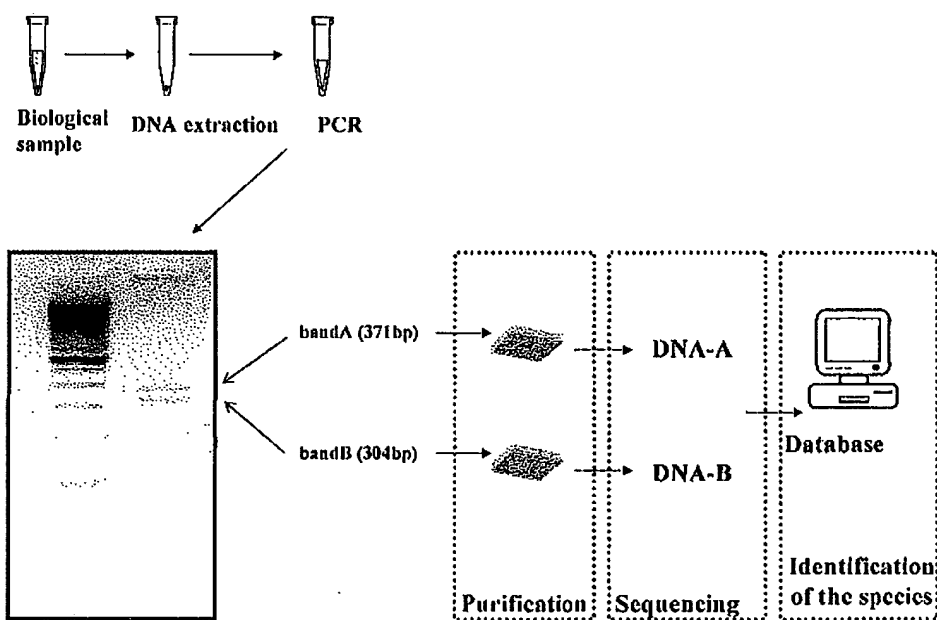 Biological
sample
DNA extraction
PCR
bandA (371bp)
bandB (304bp)
DNA-A
DNA-B
Database
Purification
Sequencing
Identification
of the species